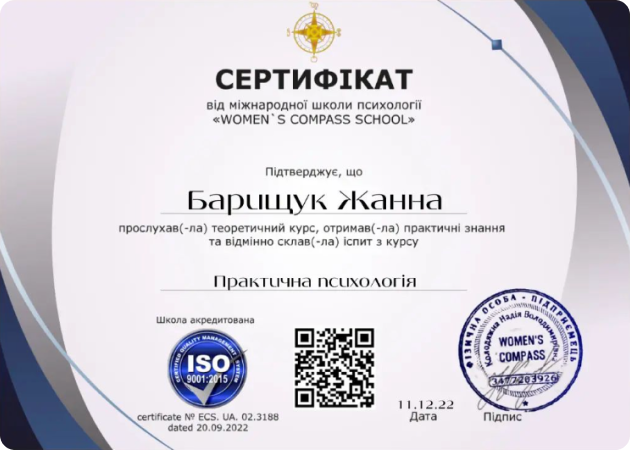 СЕРТИФІКАТ
від міжнародної школи психології
«WOMEN`S COMPASS SCHOOL»
Підтверджує, що
Барищук Жанна
прослухав(-ла) теоретичний курс, отримав(-ла) практичні знання
та відмінно склав(-ла) іспит з курсу
Практична психологія
Школа акредитована
CERTIFIED QUALITY MANAGEMENT SYSTEM
ISO
9001:2015
certificate № ECS. UA. 02.3188
dated 20.09.2022
11.12.22
Дата
ФІЗИЧНА ОСОБА - ПІДПРИЄМЕЦЬ
Надія Володимирівна
WOMEN'S
COMPASS
3477203926
Підпис